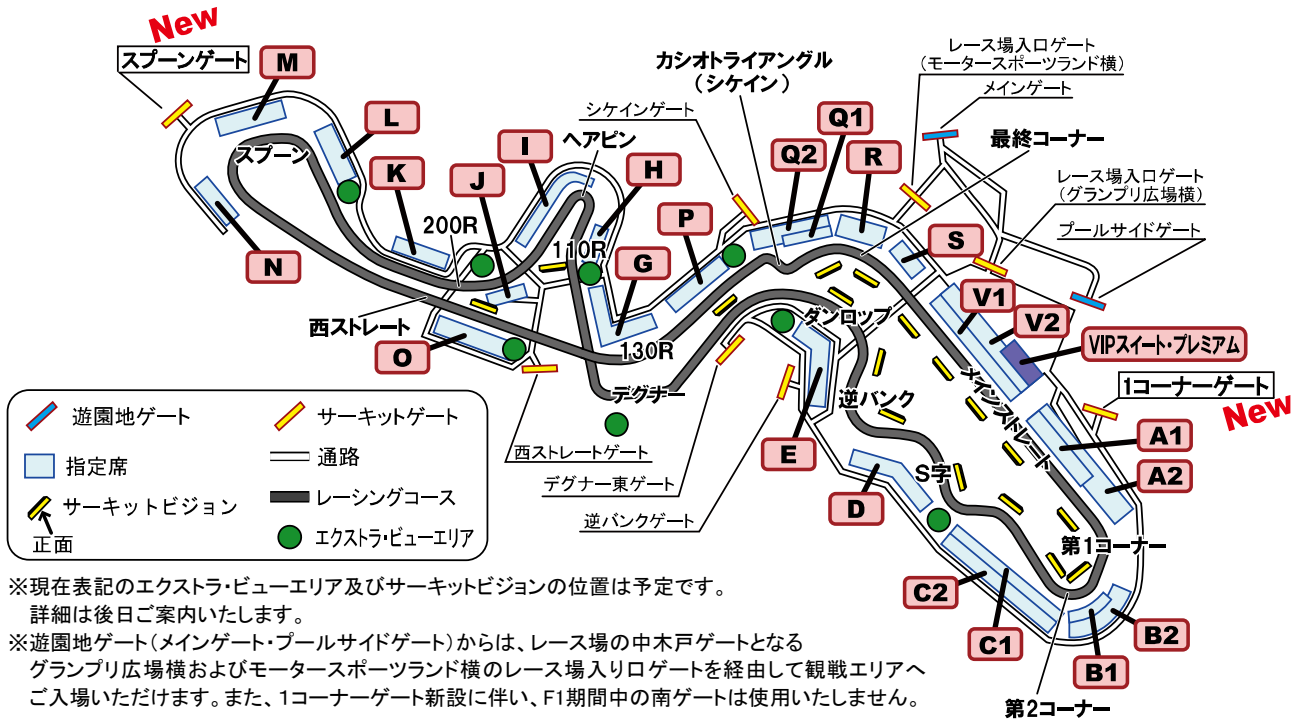 New
スプーンゲート
M
L
K
N
スプーン
200R
J
I
ヘアピン
H
110R
G
シケインゲート
カシオトライアングル
(シケイン)
P
Q2
Q1
R
レース場入口ゲート
(モータースポーツランド横)
メインゲート
最終コーナー
レース場入口ゲート
(グランプリ広場横)
プールサイドゲート
S
V1
V2
VIPスイート・プレミアム
1コーナーゲート
New
西ストレート
O
130R
デグナー
ダンロップ
逆バンク
メインストレート
E
A1
A2
S字
D
西ストレートゲート
デグナー東ゲート
逆バンクゲート
第1コーナー
C2
C1
B2
B1
第2コーナー
遊園地ゲート
サーキットゲート
指定席
通路
サーキットビジョン
レーシングコース
正面
エクストラ・ビューエリア
※現在表記のエクストラ・ビューエリア及びサーキットビジョンの位置は予定です。
詳細は後日ご案内いたします。
※遊園地ゲート(メインゲート・プールサイドゲート)からは、レース場の中木戸ゲートとなる
グランプリ広場横およびモータースポーツランド横のレース場入りロゲートを経由して観戦エリアへ
ご入場いただけます。また、1コーナーゲート新設に伴い、F1期間中の南ゲートは使用いたしません。